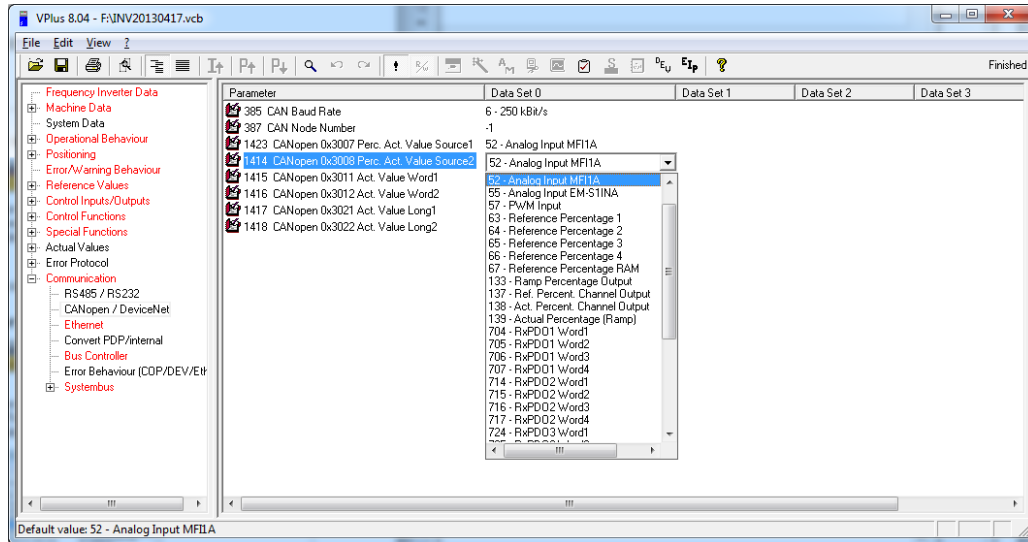 VPlus 8.04 - F:\INV20130417.vcb
File Edit View ?
Finished
Frequency Inverter Data
Machine Data
System Data
Operational Behaviour
Positioning
Error/Warning Behaviour
Reference Values
Control Inputs/Outputs
Control Functions
Special Functions
Actual Values
Error Protocol
Communication
RS485 / RS232
CANopen / DeviceNet
Ethernet
Convert PDP/internal
Bus Controller
Error Behaviour (COP/DEV/Eth
Systembus
Parameter Data Set 0 Data Set 1 Data Set 2 Data Set 3
385 CAN Baud Rate 6 - 250 kBit/s
387 CAN Node Number -1
1423 CANopen 0x3007 Perc. Act. Value Source1 52 - Analog Input MFI1A
1414 CANopen 0x3008 Perc. Act. Value Source2 52 - Analog Input MFI1A
1415 CANopen 0x3011 Act. Value Word1
1416 CANopen 0x3012 Act. Value Word2
1417 CANopen 0x3021 Act. Value Long1
1418 CANopen 0x3022 Act. Value Long2
52 - Analog Input MFI1A
55 - Analog Input EM-S1INA
57 - PWM Input
63 - Reference Percentage 1
64 - Reference Percentage 2
65 - Reference Percentage 3
66 - Reference Percentage 4
67 - Reference Percentage RAM
133 - Ramp Percentage Output
137 - Ref. Percent. Channel Output
138 - Act. Percent. Channel Output
139 - Actual Percentage (Ramp)
704 - RxPDO1 Word1
705 - RxPDO1 Word2
706 - RxPDO1 Word3
707 - RxPDO1 Word4
714 - RxPDO2 Word1
715 - RxPDO2 Word2
716 - RxPDO2 Word3
717 - RxPDO2 Word4
724 - RxPDO3 Word1
Default value: 52 - Analog Input MFI1A